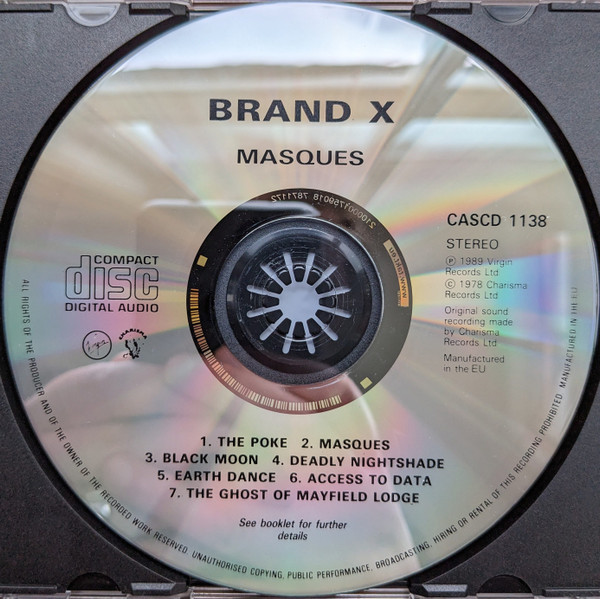 BRAND X
MASQUES
CASCD 1138
STEREO
Ⓟ 1989 Virgin
Records Ltd
© 1978 Charisma
Records Ltd
Original sound
recording made
by Charisma
Records Ltd
Manufactured
in the EU
COMPACT
disc
DIGITAL AUDIO
Virgin
CHARISMA
1. THE POKE 2. MASQUES
3. BLACK MOON 4. DEADLY NIGHTSHADE
5. EARTH DANCE 6. ACCESS TO DATA
7. THE GHOST OF MAYFIELD LODGE
See booklet for further
details
ALL RIGHTS OF THE PRODUCER AND OF THE OWNER OF THE RECORDED WORK RESERVED. UNAUTHORISED COPYING, PUBLIC PERFORMANCE, BROADCASTING, HIRING OR RENTAL OF THIS RECORDING PROHIBITED. MANUFACTURED IN THE EU